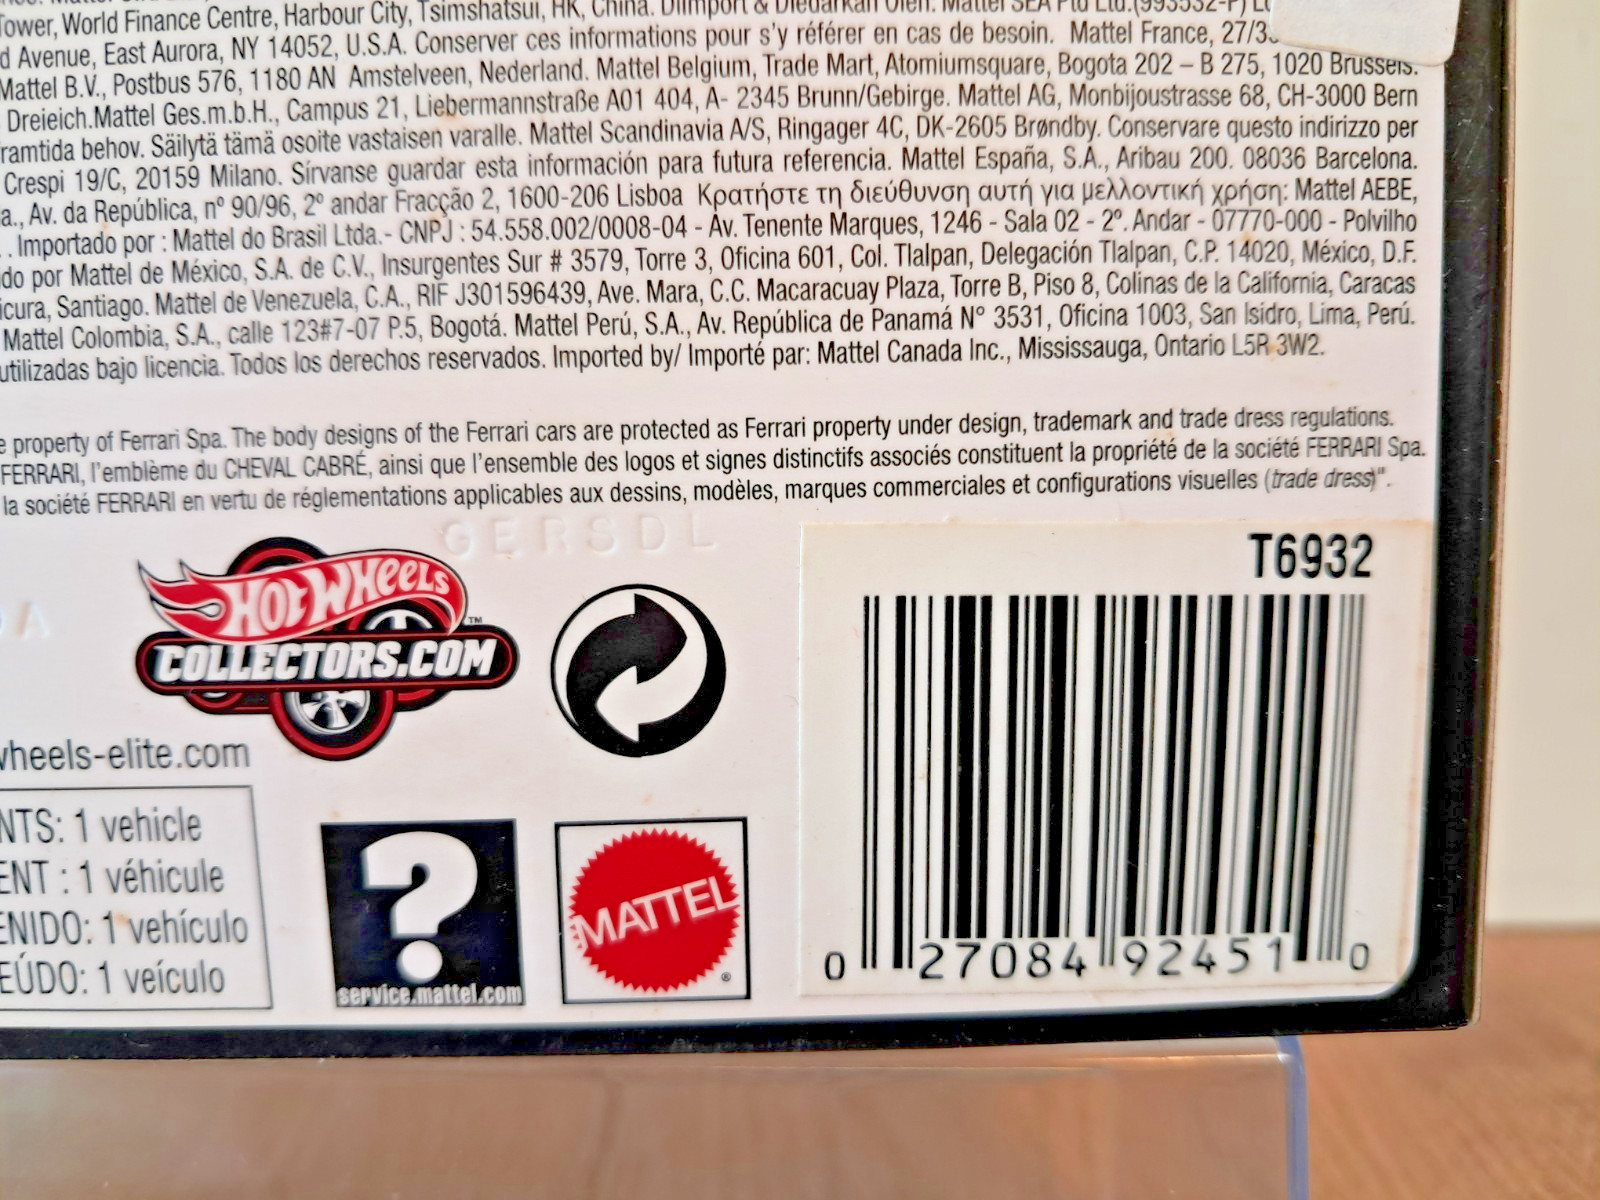 Tower, World Finance Centre, Harbour City, Tsimshatsui, HK, China. Diimport & Diedarkan Oleh: Mattel SEA Ptd Ltd.(993532-P)
d Avenue, East Aurora, NY 14052, U.S.A. Conserver ces informations pour s'y référer en cas de besoin. Mattel France,
Mattel B.V., Postbus 576, 1180 AN Amstelveen, Nederland. Mattel Belgium, Trade Mart, Atomiumsquare, Bogota 202 – B 275, 1020 Brussels.
Dreieich.Mattel Ges.m.b.H., Campus 21, Liebermannstraße A01 404, A- 2345 Brunn/Gebirge. Mattel AG, Monbijoustrasse 68, CH-3000 Bern
ramtida behov. Säilytä tämä osoite vastaisen varalle. Mattel Scandinavia A/S, Ringager 4C, DK-2605 Brøndby. Conservare questo indirizzo per
Crespi 19/C, 20159 Milano. Sírvanse guardar esta información para futura referencia. Mattel España, S.A., Aribau 200. 08036 Barcelona.
a., Av. da República, nº 90/96, 2º andar Fracção 2, 1600-206 Lisboa Κρατήστε τη διεύθυνση αυτή για μελλοντική χρήση: Mattel AEBE,
. Importado por : Mattel do Brasil Ltda.- CNPJ : 54.558.002/0008-04 - Av. Tenente Marques, 1246 - Sala 02 - 2º. Andar - 07770-000 - Polvilho
do por Mattel de México, S.A. de C.V., Insurgentes Sur # 3579, Torre 3, Oficina 601, Col. Tlalpan, Delegación Tlalpan, C.P. 14020, México, D.F.
icura, Santiago. Mattel de Venezuela, C.A., RIF J301596439, Ave. Mara, C.C. Macaracuay Plaza, Torre B, Piso 8, Colinas de la California, Caracas
Mattel Colombia, S.A., calle 123#7-07 P.5, Bogotá. Mattel Perú, S.A., Av. República de Panamá N° 3531, Oficina 1003, San Isidro, Lima, Perú.
utilizadas bajo licencia. Todos los derechos reservados. Imported by/ Importé par: Mattel Canada Inc., Mississauga, Ontario L5R 3W2.
e property of Ferrari Spa. The body designs of the Ferrari cars are protected as Ferrari property under design, trademark and trade dress regulations.
FERRARI, l'emblème du CHEVAL CABRÉ, ainsi que l'ensemble des logos et signes distinctifs associés constituent la propriété de la société FERRARI Spa.
la société FERRARI en vertu de réglementations applicables aux dessins, modèles, marques commerciales et configurations visuelles (trade dress)".
GERSDL
T6932
HOT WHEELS™
COLLECTORS.COM
wheels-elite.com
NTS: 1 vehicle
ENT : 1 véhicule
ENIDO: 1 vehículo
EÚDO: 1 veículo
?
service.mattel.com
MATTEL ®
0 27084 92451 0